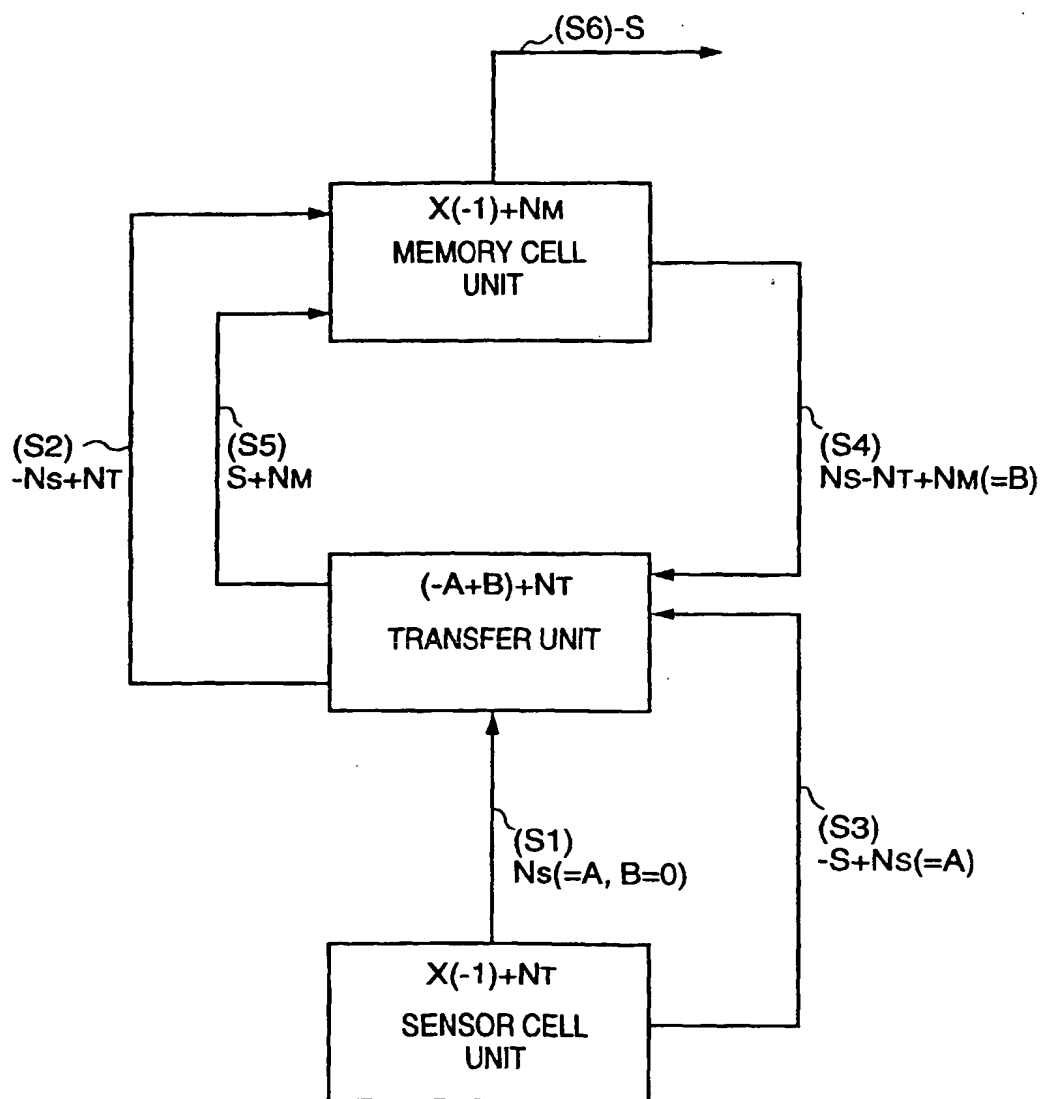 (S6)-S
X(-1)+NM
MEMORY CELL
UNIT
(S2)
-NS+NT
(S5)
S+NM
(S4)
NS-NT+NM(=B)
(-A+B)+NT
TRANSFER UNIT
(S1)
NS(=A, B=0)
(S3)
-S+NS(=A)
X(-1)+NT
SENSOR CELL
UNIT